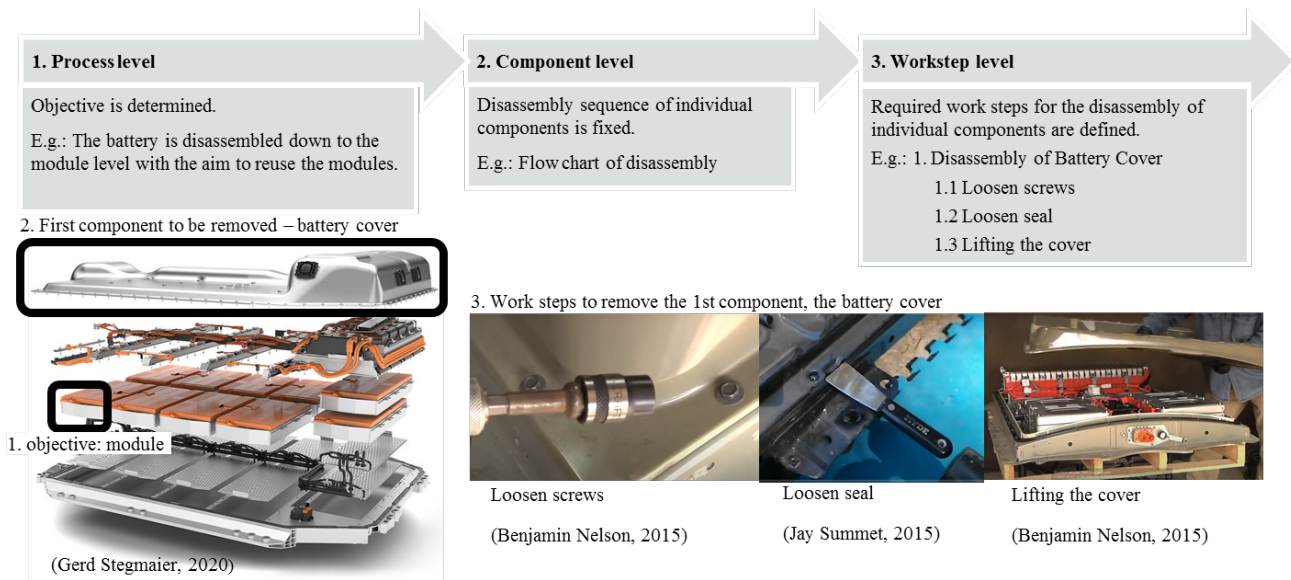 1. Process level
Objective is determined.
E.g.: The battery is disassembled down to the
module level with the aim to reuse the modules.
2. Component level
Disassembly sequence of individual
components is fixed.
E.g.: Flow chart of disassembly
3. Workstep level
Required work steps for the disassembly of
individual components are defined.
E.g.: 1. Disassembly of Battery Cover
1.1 Loosen screws
1.2 Loosen seal
1.3 Lifting the cover
2. First component to be removed – battery cover
1. objective: module
(Gerd Stegmaier, 2020)
3. Work steps to remove the 1st component, the battery cover
HYDE
Loosen screws
(Benjamin Nelson, 2015)
Loosen seal
(Jay Summet, 2015)
Lifting the cover
(Benjamin Nelson, 2015)